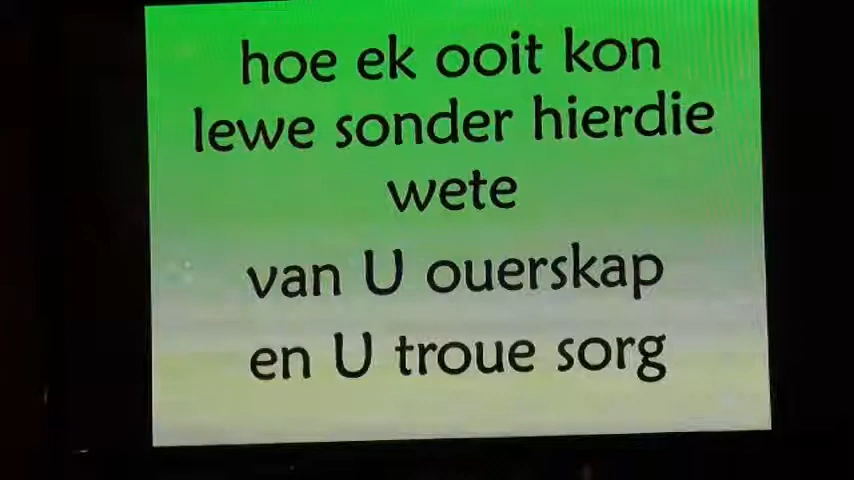 hoe ek ooit kon
lewe sonder hierdie
wete
van U ouerskap
en U troue sorg